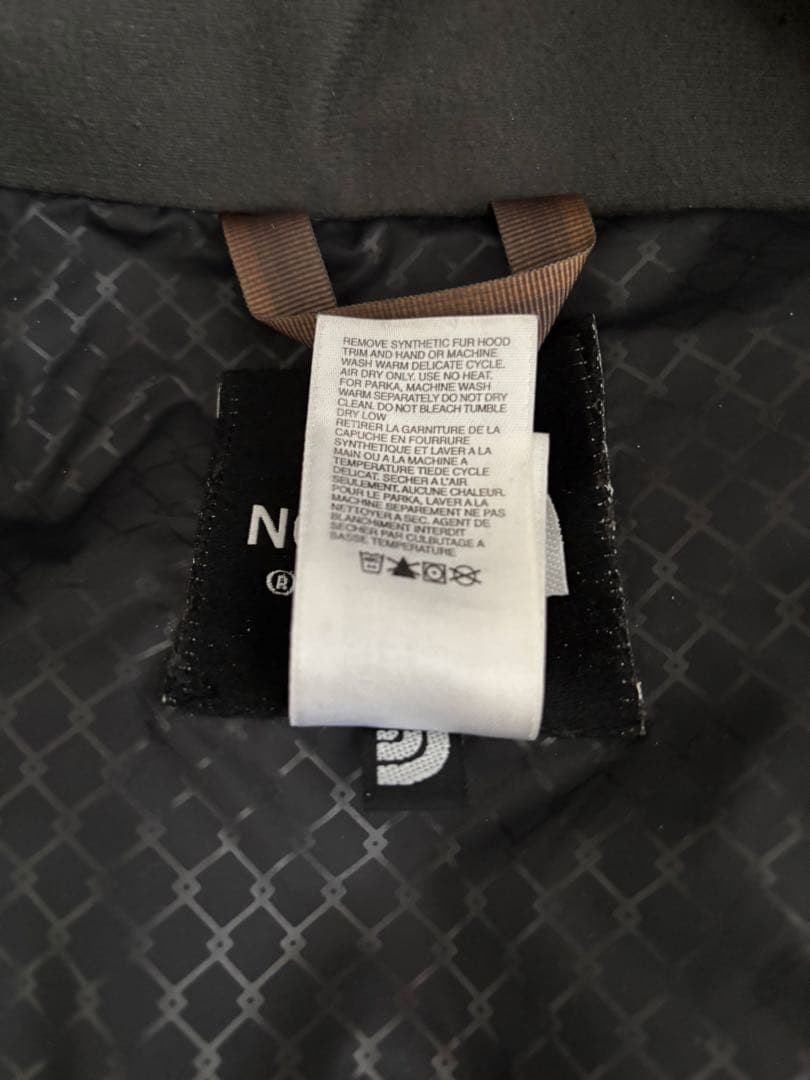 REMOVE SYNTHETIC FUR HOOD
TRIM AND HAND OR MACHINE
WASH WARM DELICATE CYCLE.
AIR DRY ONLY. USE NO HEAT.
FOR PARKA, MACHINE WASH
WARM SEPARATELY DO NOT DRY
CLEAN. DO NOT BLEACH TUMBLE
DRY LOW
RETIRER LA GARNITURE DE LA
CAPUCHE EN FOURRURE
SYNTHETIQUE ET LAVER A LA
MAIN OU A LA MACHINE A
TEMPERATURE TIEDE CYCLE
DELICAT. SECHER A L'AIR
SEULEMENT. AUCUNE CHALEUR.
POUR LE PARKA, LAVER A LA
MACHINE SEPAREMENT NE PAS
NETTOYER A SEC. AGENT DE
BLANCHIMENT INTERDIT
SECHER PAR CULBUTAGE A
SASSE TEMPERATURE
®